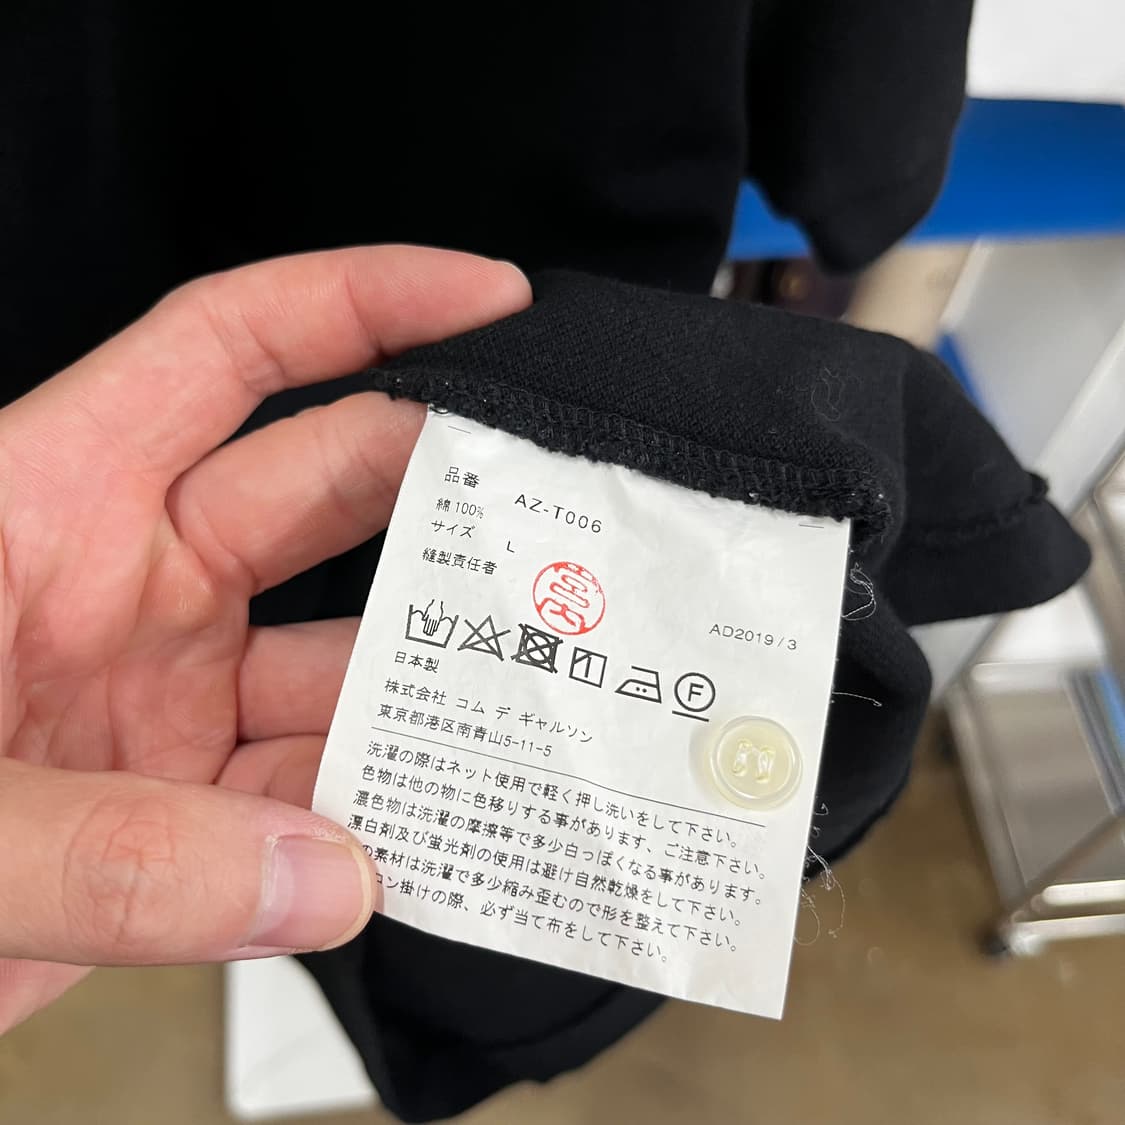 品番 AZ-T006
綿 100%
サイズ L
縫製責任者
AD2019/3
F
日本製
株式会社 コム デ ギャルソン
東京都港区南青山5-11-5
洗濯の際はネット使用で軽く押し洗いをして下さい。
色物は他の物に色移りする事があります、ご注意下さい。
濃色物は洗濯の摩擦等で多少白っぽくなる事があります。
漂白剤及び蛍光剤の使用は避け自然乾燥をして下さい。
の素材は洗濯で多少縮み歪むので形を整えて下さい。
ン掛けの際、必ず当て布をして下さい。